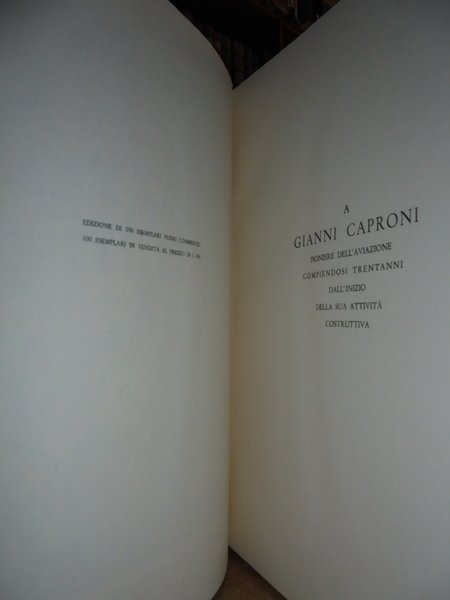 EDIZIONE DI 500 ESEMPLARI FUORI COMMERCIO
100 ESEMPLARI IN VENDITA AL PREZZO DI L.
A
GIANNI CAPRONI
PIONIERE DELL'AVIAZIONE
COMPIENDOSI TRENTANNI
DALL'INIZIO
DELLA SUA ATTIVITÀ
COSTRUTTIVA